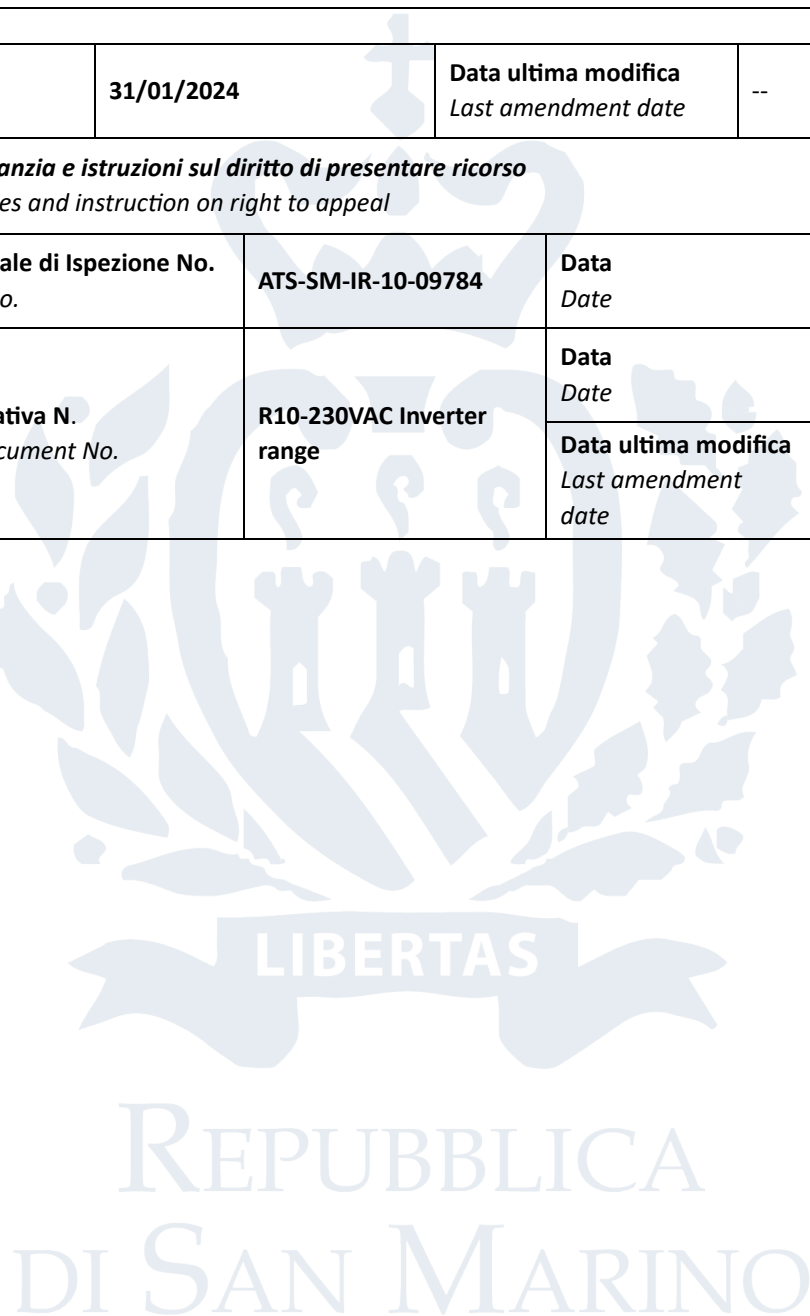 31/01/2024
Data ultima modifica
Last amendment date
--
anzia e istruzioni sul diritto di presentare ricorso
es and instruction on right to appeal
ale di Ispezione No.
o.
ATS-SM-IR-10-09784
Data
Date
ativa N.
cument No.
R10-230VAC Inverter
range
Data
Date
Data ultima modifica
Last amendment
date
LIBERTAS
REPUBBLICA
DI SAN MARINO